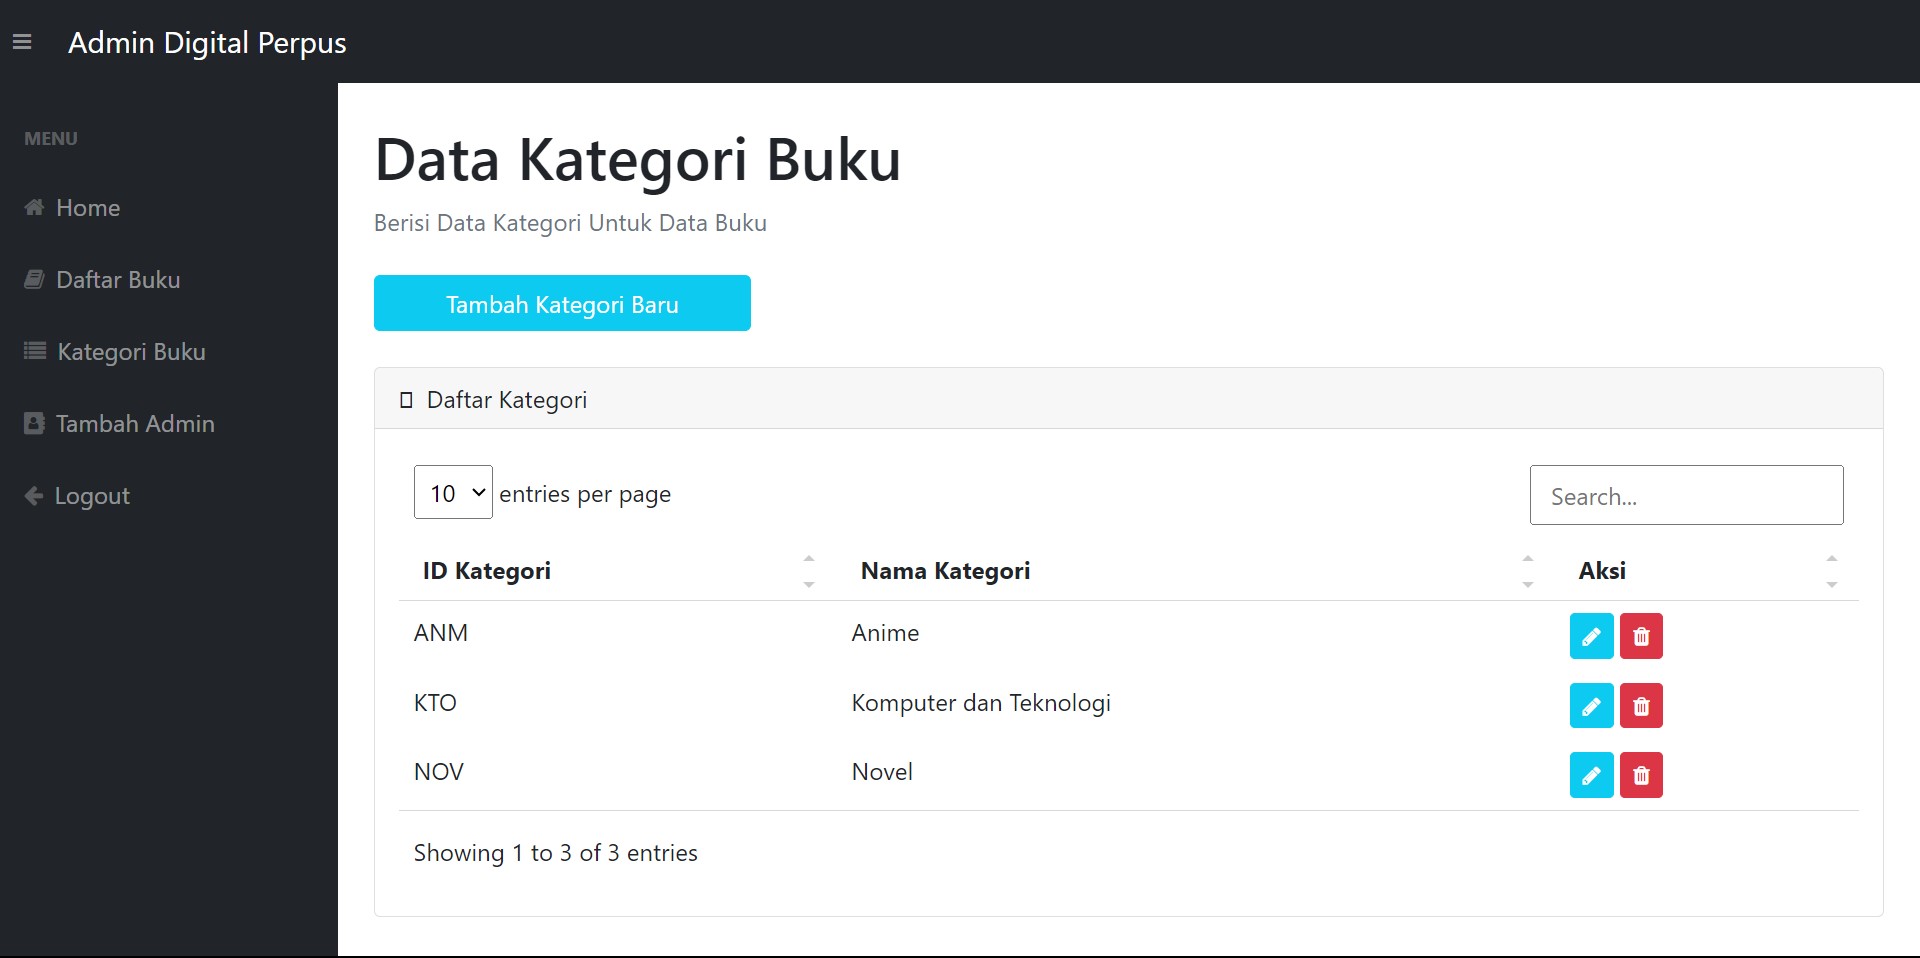 Admin Digital Perpus
MENU
Home
Daftar Buku
Kategori Buku
Tambah Admin
Logout
Data Kategori Buku
Berisi Data Kategori Untuk Data Buku
Tambah Kategori Baru
Daftar Kategori
10 entries per page
Search...
ID Kategori Nama Kategori Aksi
ANM Anime
KTO Komputer dan Teknologi
NOV Novel
Showing 1 to 3 of 3 entries